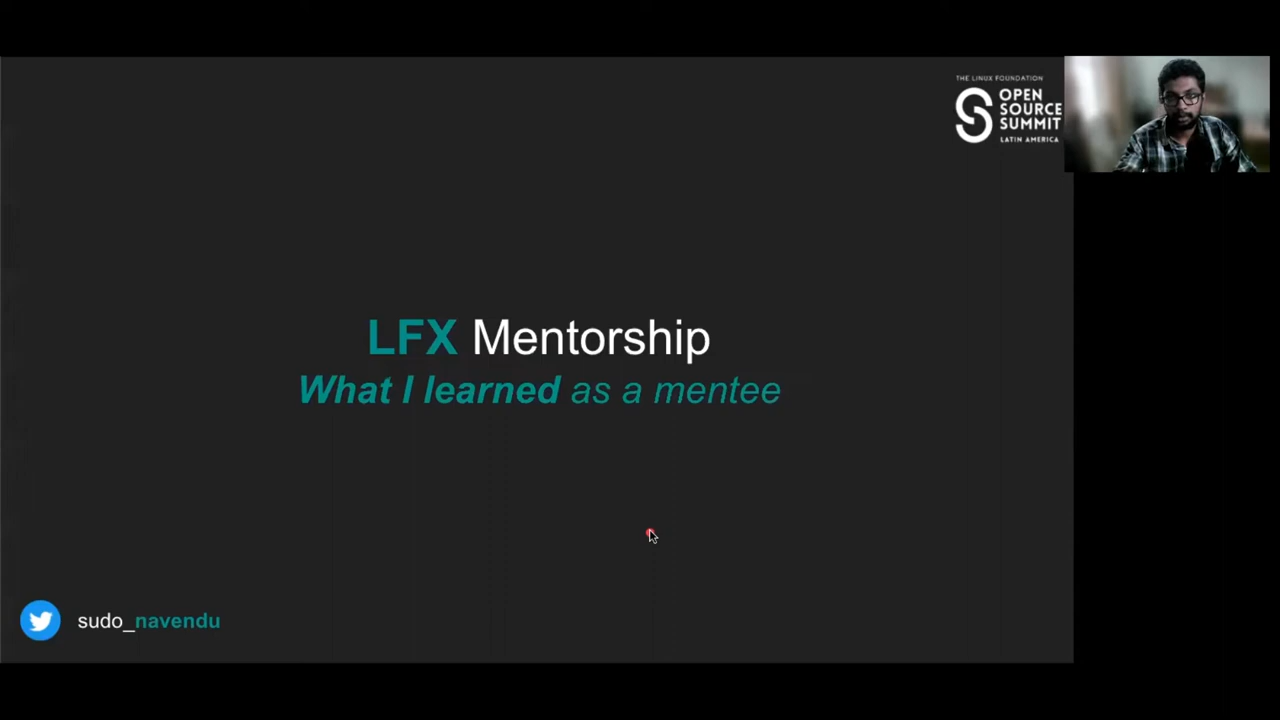 THE LINUX FOUNDATION
OPEN
SOURCE
SUMMIT
LATIN AMERICA
LFX Mentorship
What I learned as a mentee
sudo_navendu